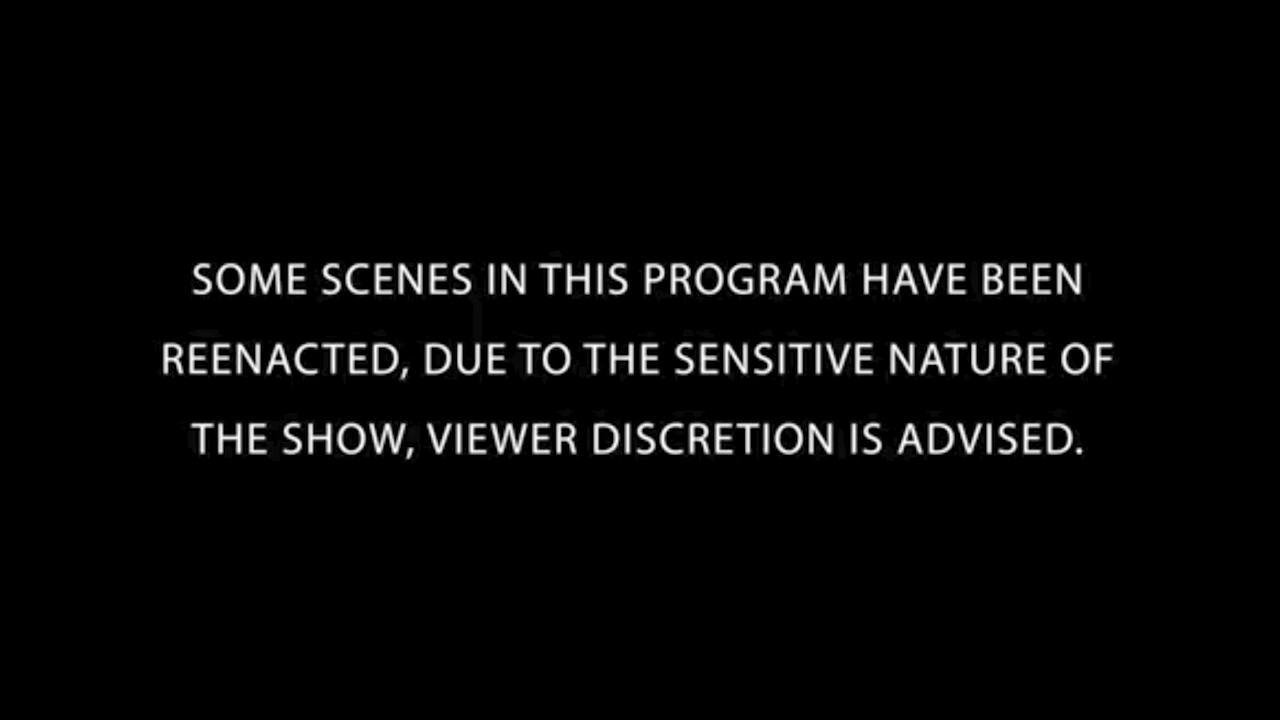 SOME SCENES IN THIS PROGRAM HAVE BEEN
REENACTED, DUE TO THE SENSITIVE NATURE OF
THE SHOW, VIEWER DISCRETION IS ADVISED.